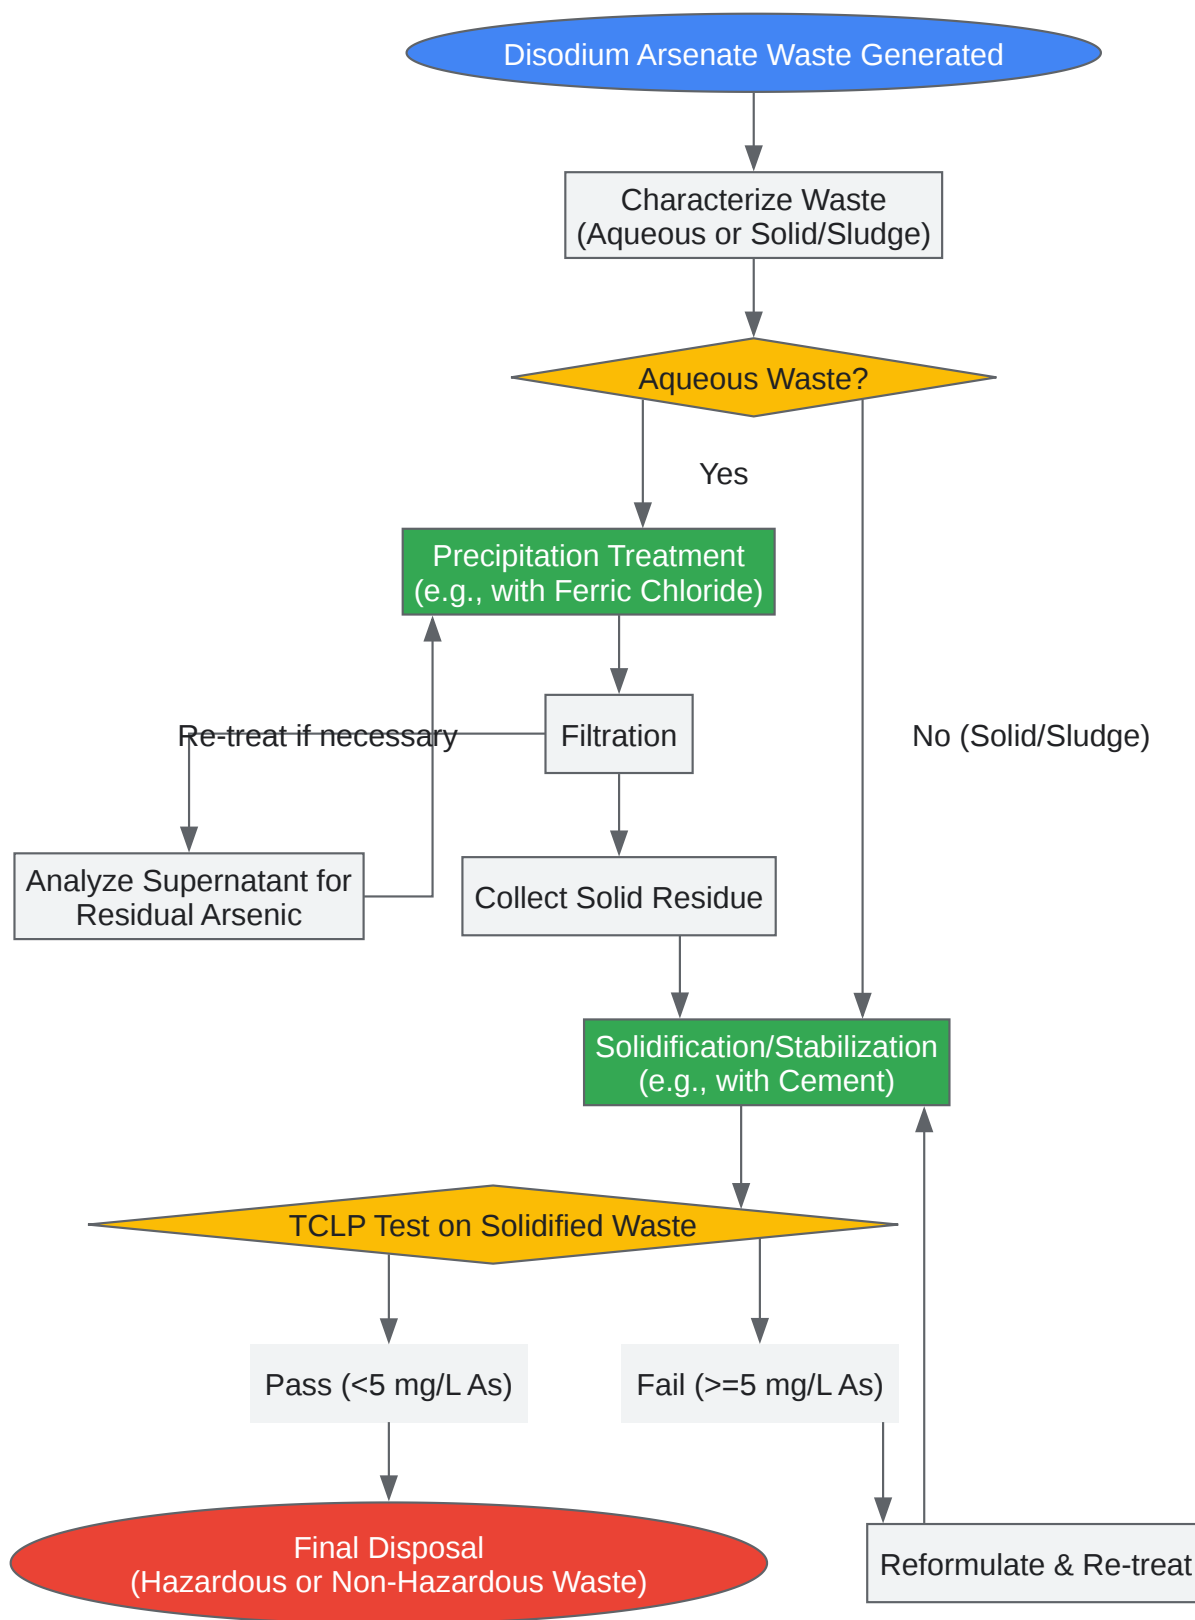 Disodium Arsenate Waste Generated
Characterize Waste
(Aqueous or Solid/Sludge)
Aqueous Waste?
Yes
Precipitation Treatment
(e.g., with Ferric Chloride)
Re-treat if necessary
Filtration
No (Solid/Sludge)
Analyze Supernatant for
Residual Arsenic
Collect Solid Residue
Solidification/Stabilization
(e.g., with Cement)
TCLP Test on Solidified Waste
Pass (<5 mg/L As)
Fail (>=5 mg/L As)
Final Disposal
(Hazardous or Non-Hazardous Waste)
Reformulate & Re-treat